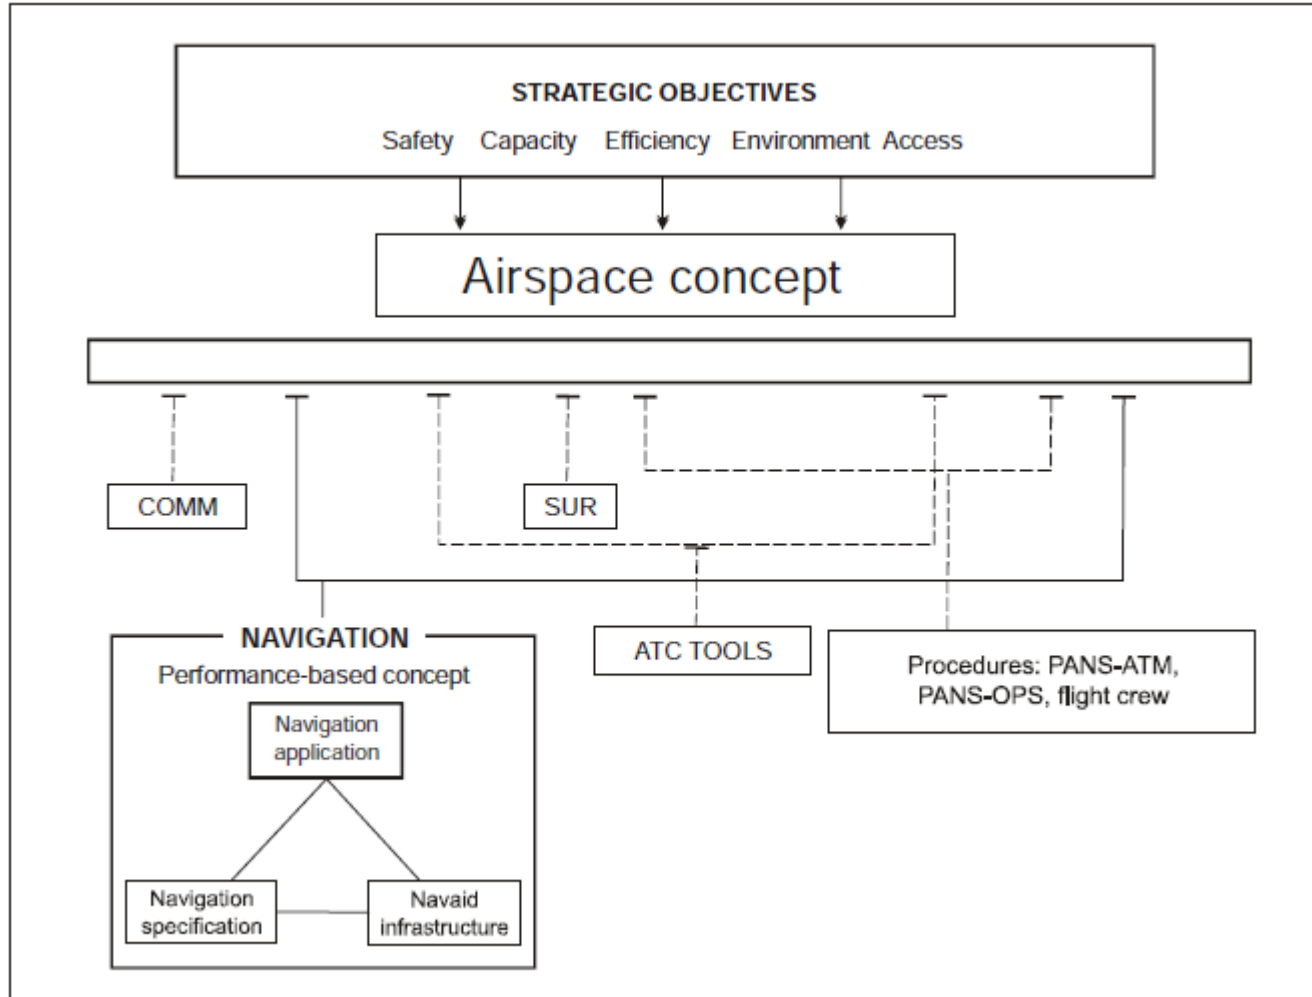 STRATEGIC OBJECTIVES
Safety Capacity Efficiency Environment Access
Airspace concept
COMM
SUR
NAVIGATION
Performance-based concept
Navigation
application
Navigation
specification
Navaid
infrastructure
ATC TOOLS
Procedures: PANS-ATM,
PANS-OPS, flight crew